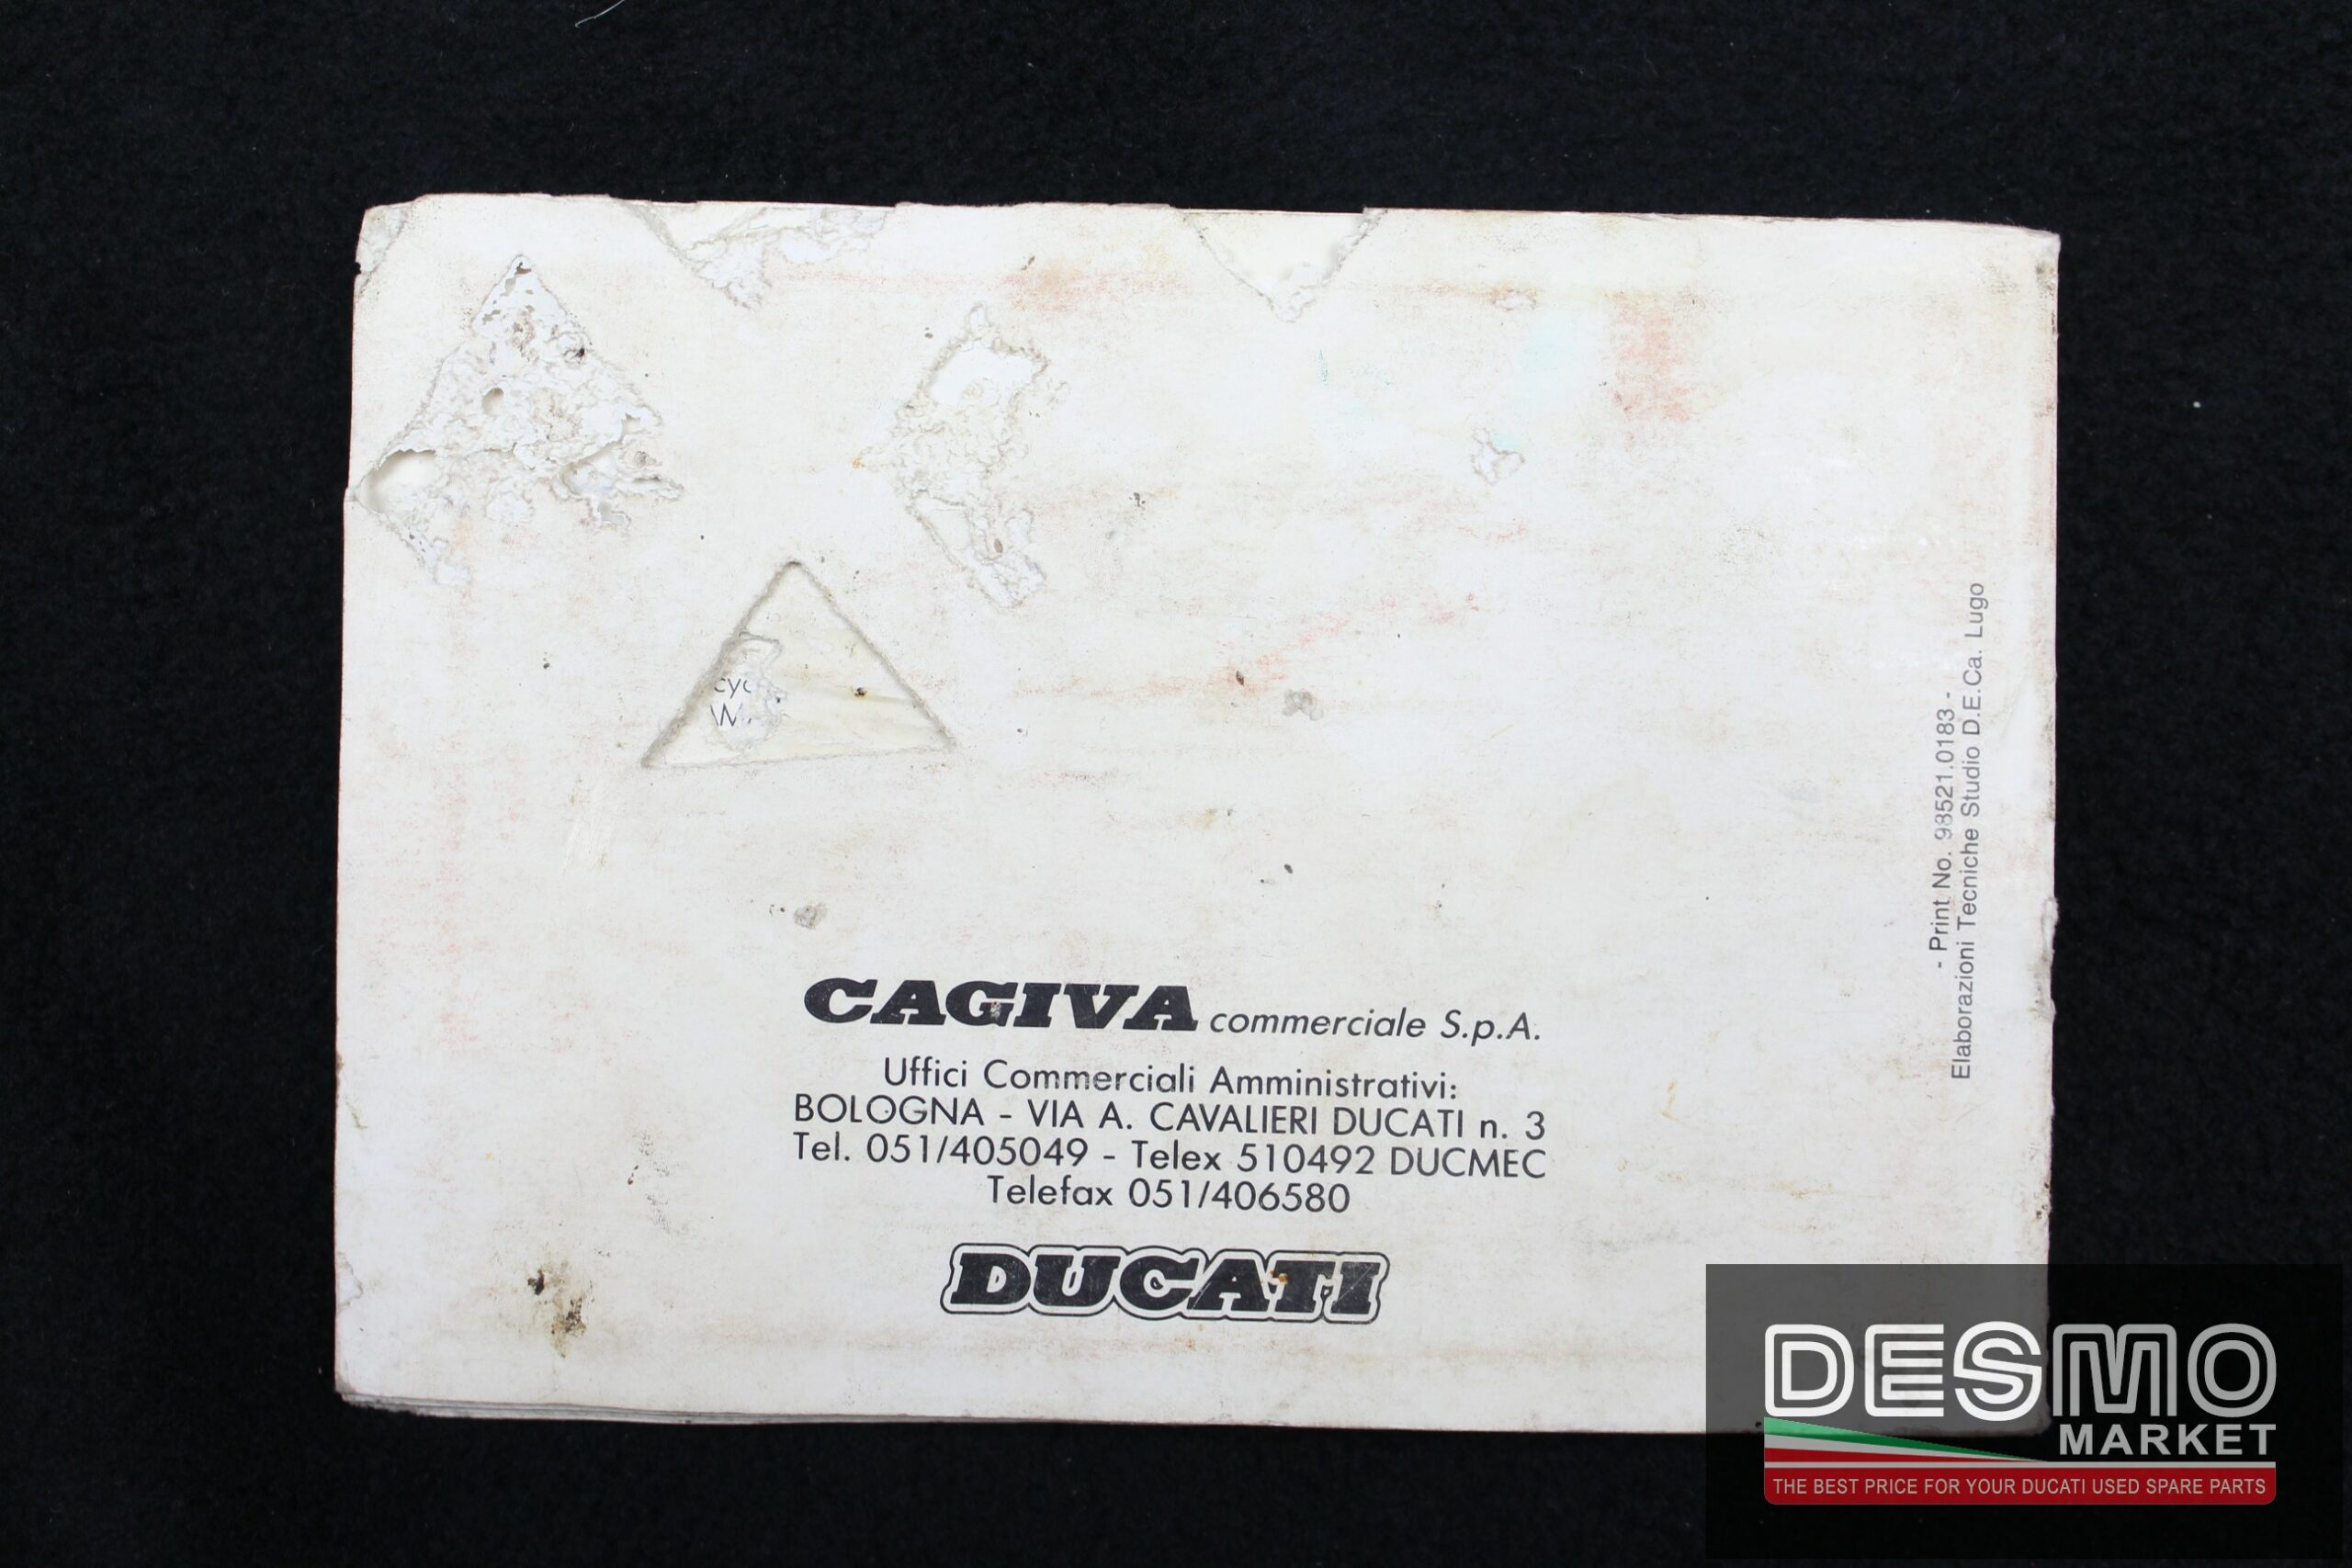 - Print No. 98521.0183 -
Elaborazioni Tecniche Studio D.E.Ca. Lugo
CAGIVA commerciale S.p.A.
Uffici Commerciali Amministrativi:
BOLOGNA - VIA A. CAVALIERI DUCATI n. 3
Tel. 051/405049 - Telex 510492 DUCMEC
Telefax 051/406580
DUCATI
DESMO
MARKET
THE BEST PRICE FOR YOUR DUCATI USED SPARE PARTS